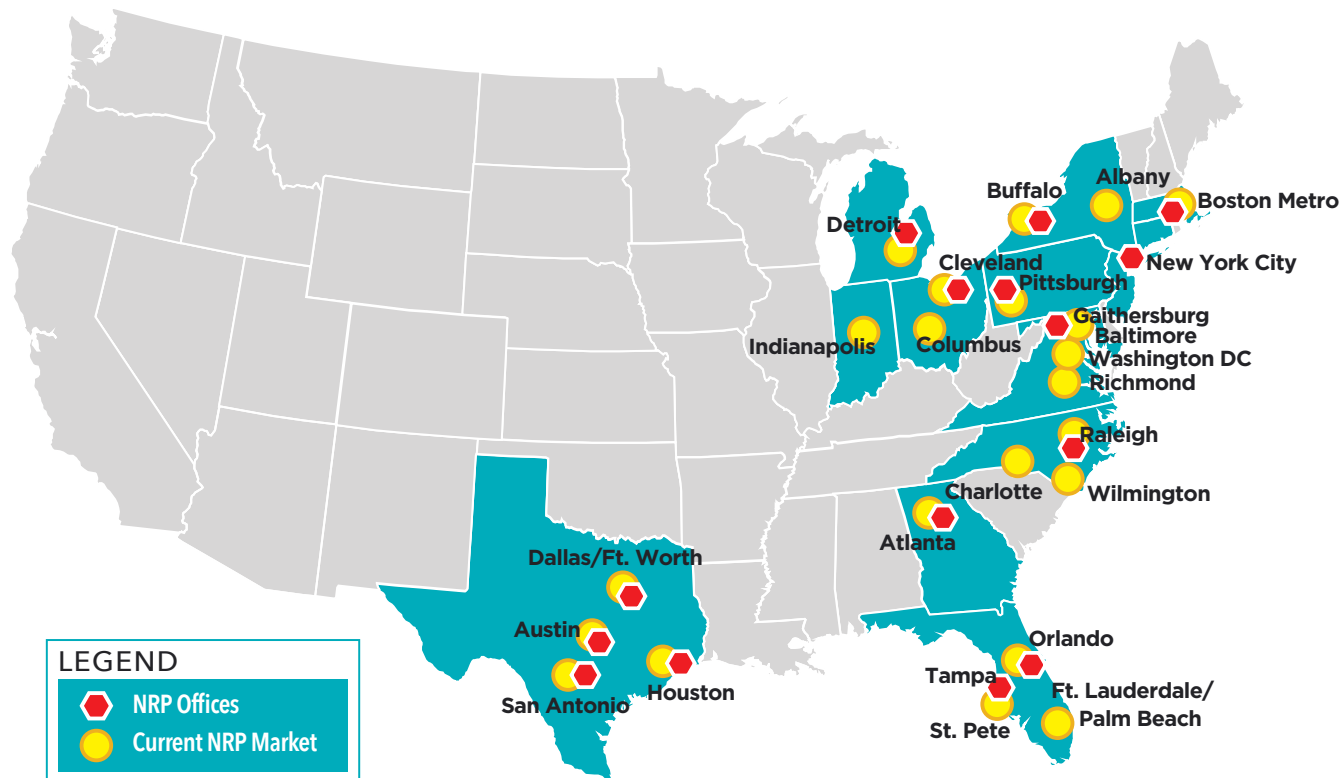 Albany
Buffalo
Boston Metro
Detroit
Cleveland
New York City
Pittsburgh
Gaithersburg
Baltimore
Indianapolis
Columbus
Washington DC
Richmond
Raleigh
Charlotte
Wilmington
Atlanta
Dallas/Ft. Worth
Austin
Orlando
Tampa
Houston
San Antonio
Ft. Lauderdale/
Palm Beach
St. Pete
LEGEND
NRP Offices
Current NRP Market